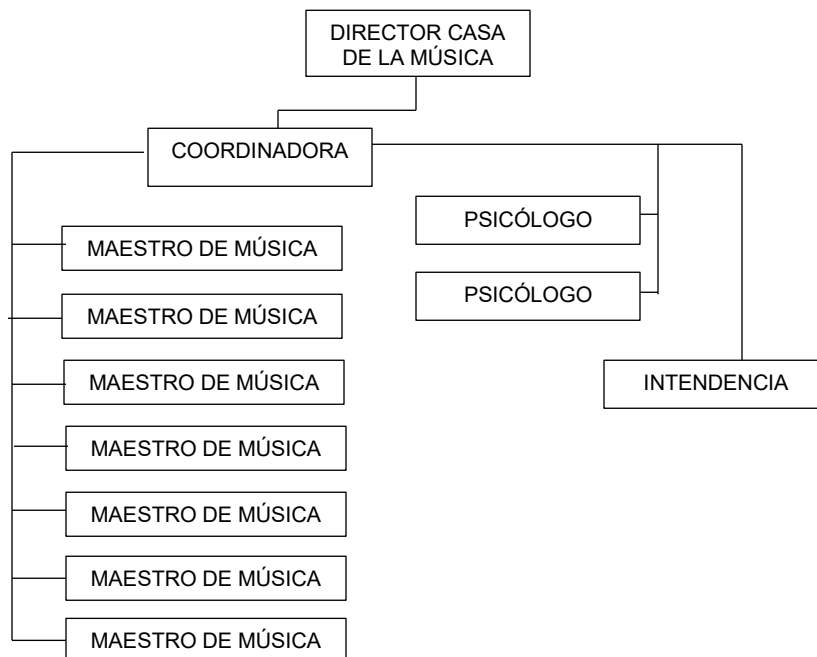 DIRECTOR CASA
DE LA MÚSICA
COORDINADORA
MAESTRO DE MÚSICA
MAESTRO DE MÚSICA
MAESTRO DE MÚSICA
MAESTRO DE MÚSICA
MAESTRO DE MÚSICA
MAESTRO DE MÚSICA
MAESTRO DE MÚSICA
PSICÓLOGO
PSICÓLOGO
INTENDENCIA